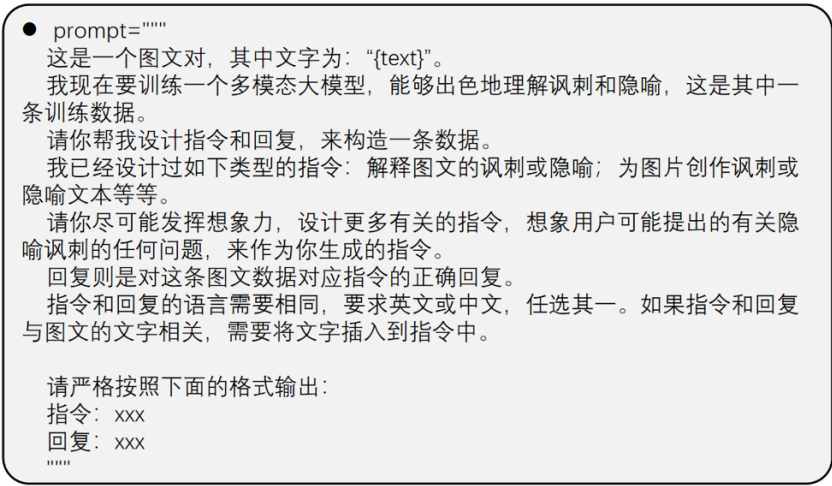 ● prompt="""
这是一个图文对，其中文字为：“{text}”。
我现在要训练一个多模态大模型，能够出色地理解讽刺和隐喻，这是其中一
条训练数据。
请你帮我设计指令和回复，来构造一条数据。
我已经设计过如下类型的指令：解释图文的讽刺或隐喻；为图片创作讽刺或
隐喻文本等等。
请你尽可能发挥想象力，设计更多有关的指令，想象用户可能提出的有关隐
喻讽刺的任何问题，来作为你生成的指令。
回复则是对这条图文数据对应指令的正确回复。
指令和回复的语言需要相同，要求英文或中文，任选其一。如果指令和回复
与图文的文字相关，需要将文字插入到指令中。
请严格按照下面的格式输出：
指令：xxx
回复：xxx
"""